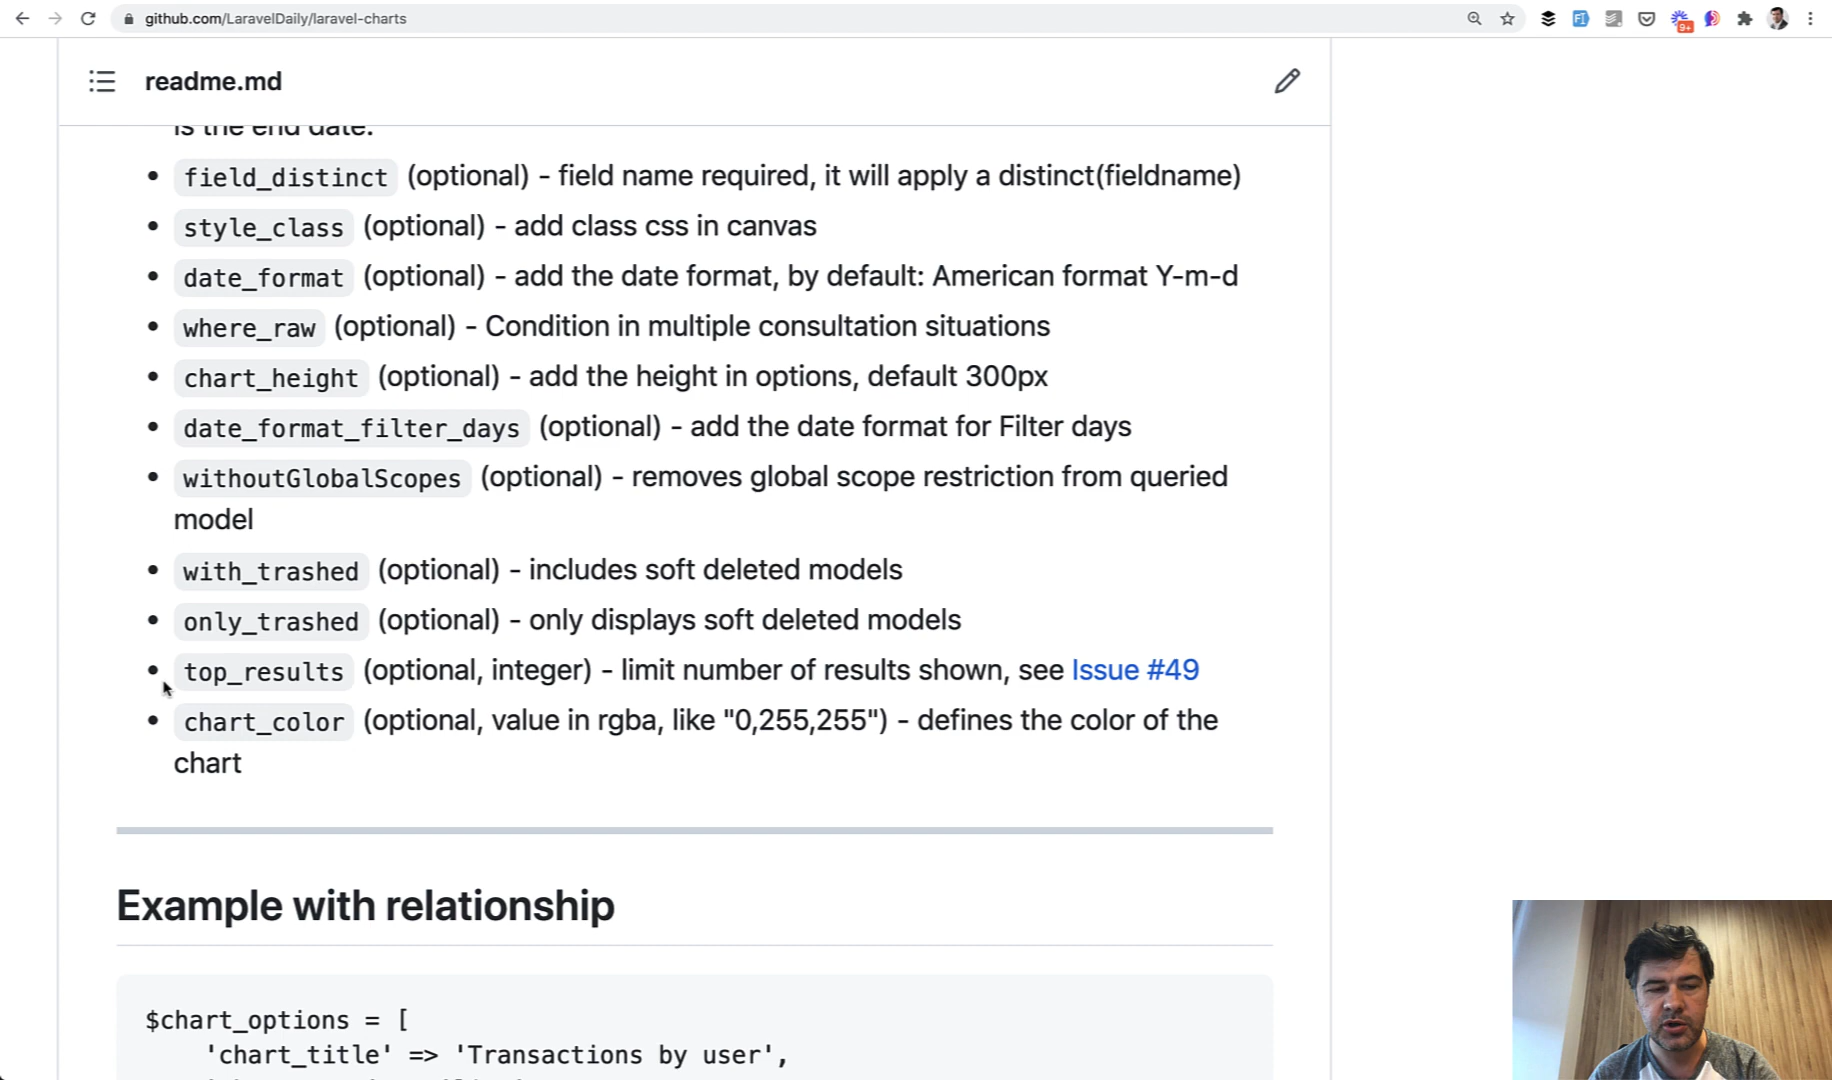 github.com/LaravelDaily/laravel-charts
9+
readme.md
is the end date.
field_distinct (optional) - field name required, it will apply a distinct(fieldname)
style_class (optional) - add class css in canvas
date_format (optional) - add the date format, by default: American format Y-m-d
where_raw (optional) - Condition in multiple consultation situations
chart_height (optional) - add the height in options, default 300px
date_format_filter_days (optional) - add the date format for Filter days
withoutGlobalScopes (optional) - removes global scope restriction from queried
model
with_trashed (optional) - includes soft deleted models
only_trashed (optional) - only displays soft deleted models
top_results (optional, integer) - limit number of results shown, see Issue #49
chart_color (optional, value in rgba, like "0,255,255") - defines the color of the
chart
Example with relationship
$chart_options = [
'chart_title' => 'Transactions by user',